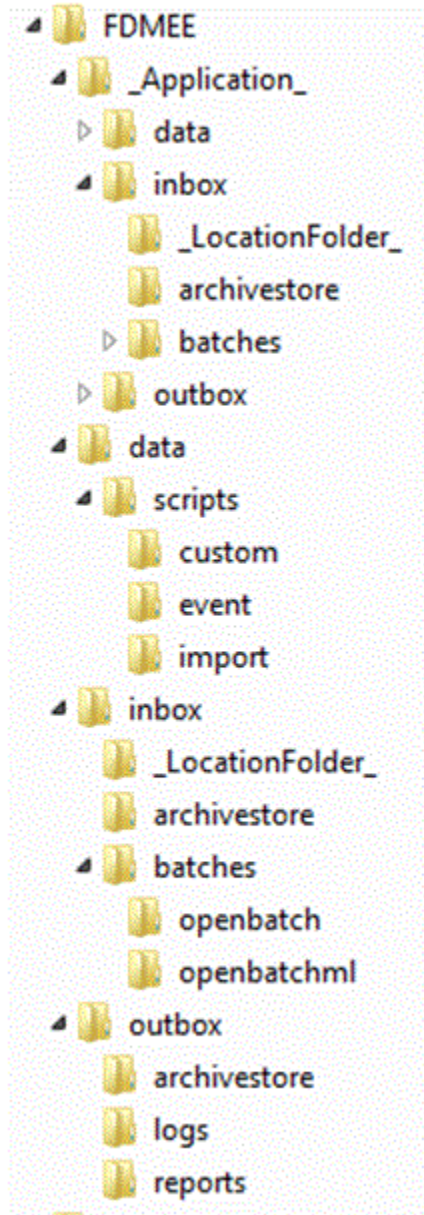 FDMEE
_Application_
data
inbox
_LocationFolder_
archivestore
batches
outbox
data
scripts
custom
event
import
inbox
_LocationFolder_
archivestore
batches
openbatch
openbatchml
outbox
archivestore
logs
reports